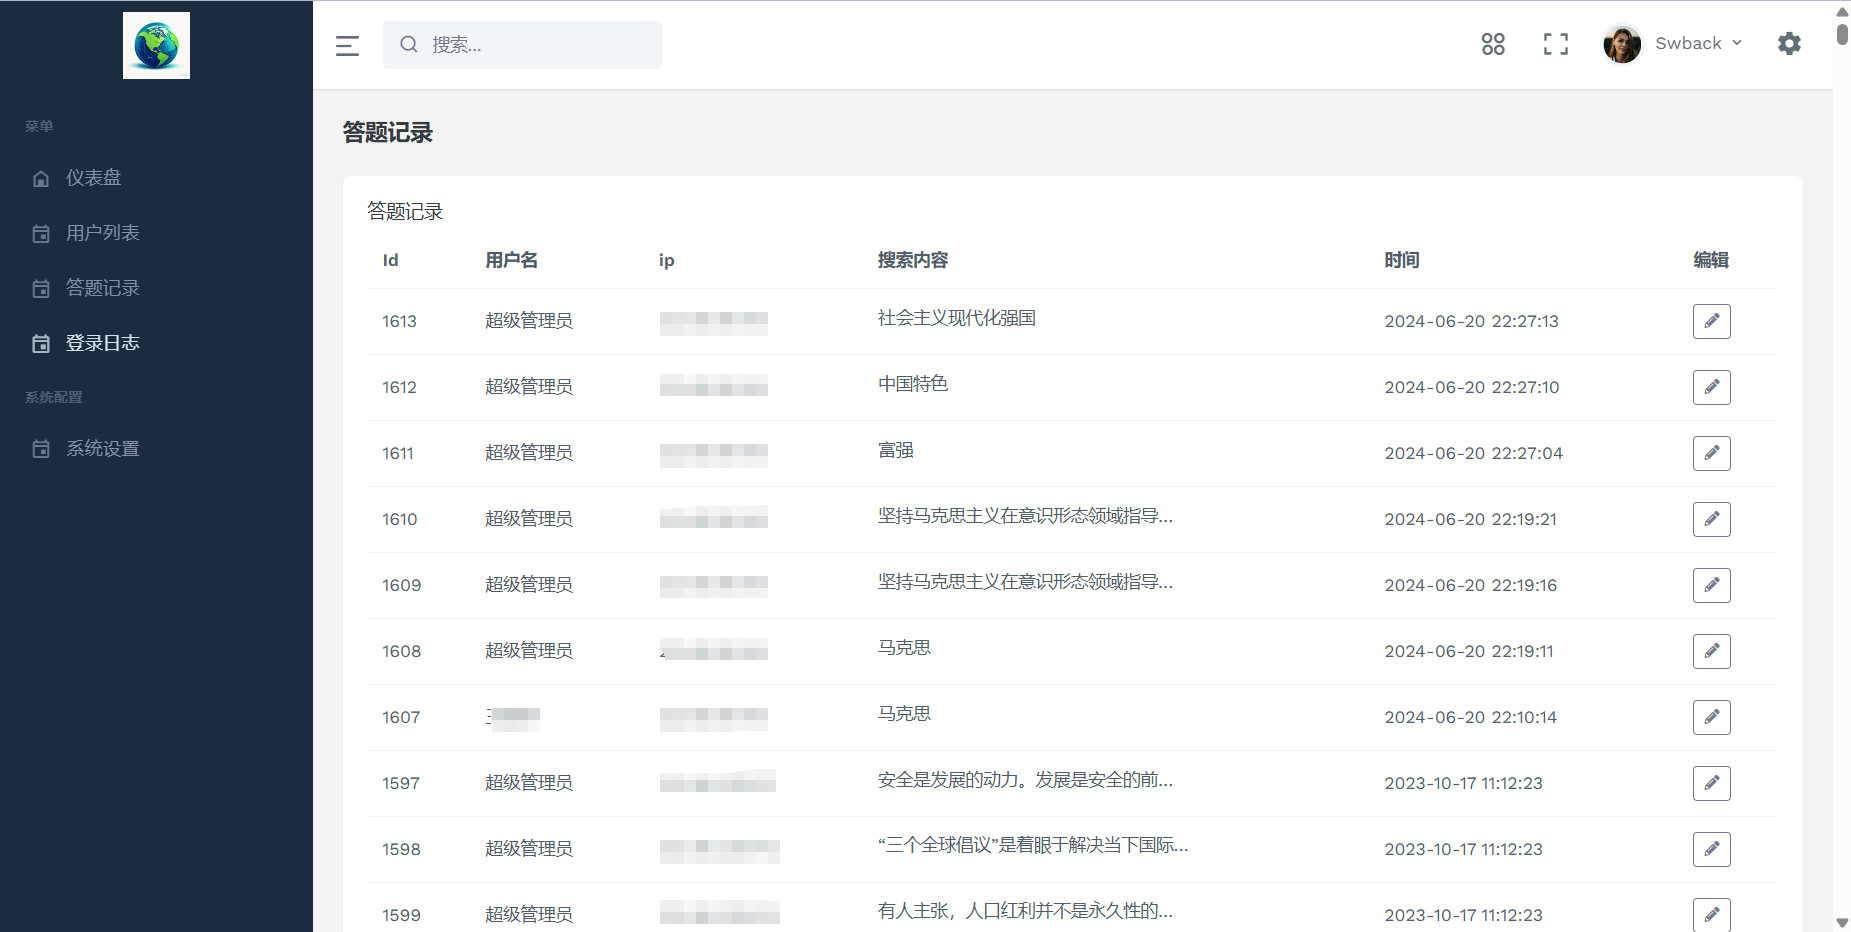 搜索...
Swback
菜单
仪表盘
用户列表
答题记录
登录日志
系统配置
系统设置
答题记录
答题记录
Id 用户名 ip 搜索内容 时间 编辑
1613 超级管理员 社会主义现代化强国 2024-06-20 22:27:13
1612 超级管理员 中国特色 2024-06-20 22:27:10
1611 超级管理员 富强 2024-06-20 22:27:04
1610 超级管理员 坚持马克思主义在意识形态领域指导... 2024-06-20 22:19:21
1609 超级管理员 坚持马克思主义在意识形态领域指导... 2024-06-20 22:19:16
1608 超级管理员 马克思 2024-06-20 22:19:11
1607 马克思 2024-06-20 22:10:14
1597 超级管理员 安全是发展的动力。发展是安全的前... 2023-10-17 11:12:23
1598 超级管理员 “三个全球倡议”是着眼于解决当下国际... 2023-10-17 11:12:23
1599 超级管理员 有人主张，人口红利并不是永久性的... 2023-10-17 11:12:23